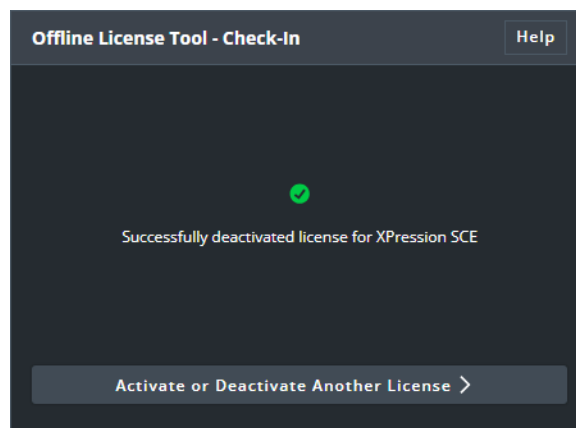 Offline License Tool - Check-In
Help
Successfully deactivated license for XPression SCE
Activate or Deactivate Another License